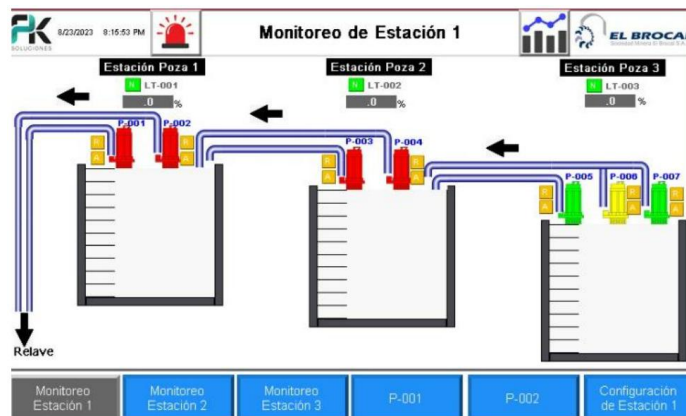 PK
SOLUCIONES
8/23/2023 8:15:53 PM
Monitoreo de Estación 1
EL BROCAL
Estación Poza 1
Estación Poza 2
Estación Poza 3
N LT-001
N LT-002
N LT-003
.0 %
.0 %
.0 %
P-001 P-002
P-003 P-004
P-005 P-006 P-007
R
A
R
A
R
A
R
A
R
A
R
A
Relave
Monitoreo
Estación 1
Monitoreo
Estación 2
Monitoreo
Estación 3
P-001
P-002
Configuración
de Estación 1